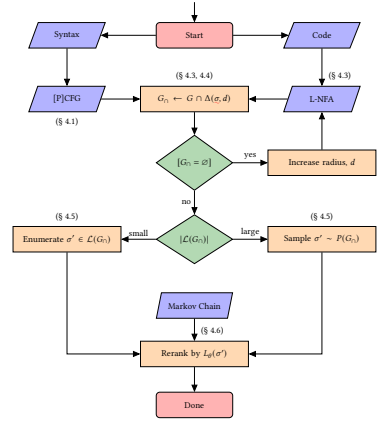 Syntax
Start
Code
(§ 4.3, 4.4)
(§ 4.3)
[P]CFG
G∩ ← G ∩ Δ(σ, d)
L-NFA
(§ 4.1)
[G∩ = ∅]
yes
Increase radius, d
no
(§ 4.5)
(§ 4.5)
Enumerate σ′ ∈ ℒ(G∩)
small
|ℒ(G∩)|
large
Sample σ′ ∼ P(G∩)
Markov Chain
(§ 4.6)
Rerank by L_θ(σ′)
Done